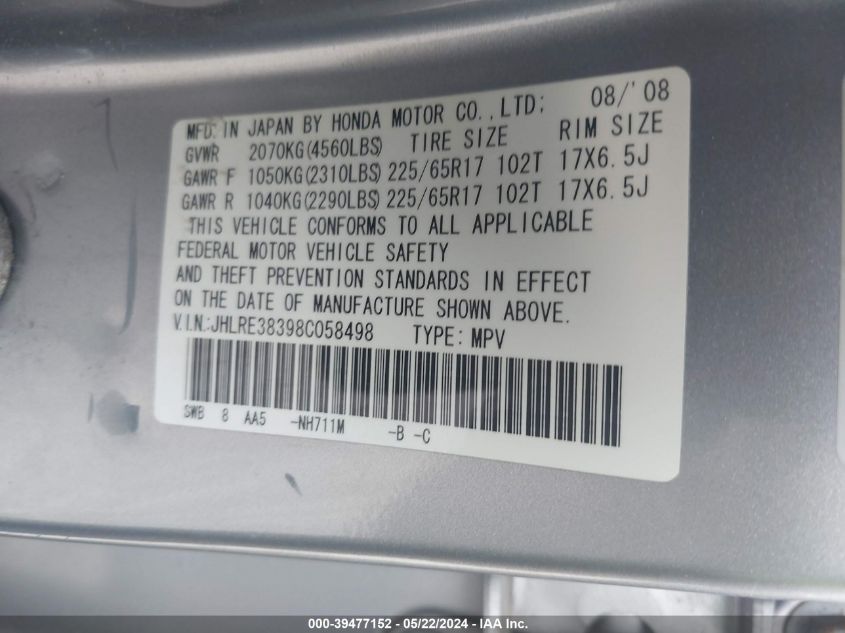 MFD. IN JAPAN BY HONDA MOTOR CO.,LTD; 08/'08
GVWR 2070KG(4560LBS) TIRE SIZE RIM SIZE
GAWR F 1050KG(2310LBS) 225/65R17 102T 17X6.5J
GAWR R 1040KG(2290LBS) 225/65R17 102T 17X6.5J
THIS VEHICLE CONFORMS TO ALL APPLICABLE
FEDERAL MOTOR VEHICLE SAFETY
AND THEFT PREVENTION STANDARDS IN EFFECT
ON THE DATE OF MANUFACTURE SHOWN ABOVE.
V.I.N.:JHLRE38398C058498 TYPE: MPV
SWB 8 AA5 -NH711M -B -C
000-39477152 - 05/22/2024 - IAA Inc.